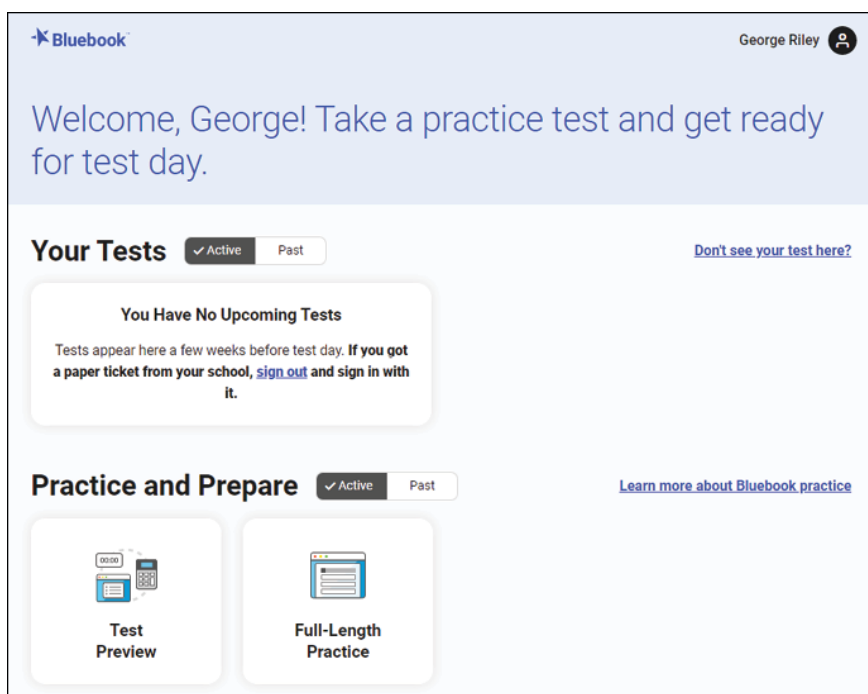 Bluebook
George Riley
Welcome, George! Take a practice test and get ready
for test day.
Your Tests
Active
Past
Don't see your test here?
You Have No Upcoming Tests
Tests appear here a few weeks before test day. If you got
a paper ticket from your school, sign out and sign in with
it.
Practice and Prepare
Active
Past
Learn more about Bluebook practice
00:00
Test
Preview
Full-Length
Practice